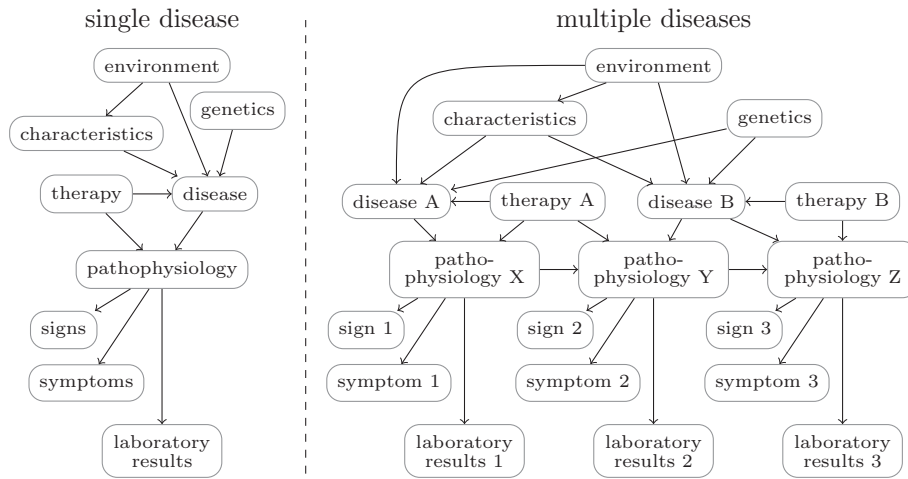 single disease
multiple diseases
environment
genetics
characteristics
therapy
disease
pathophysiology
signs
symptoms
laboratory
results
environment
characteristics
genetics
disease A
therapy A
disease B
therapy B
patho-
physiology X
patho-
physiology Y
patho-
physiology Z
sign 1
sign 2
sign 3
symptom 1
symptom 2
symptom 3
laboratory
results 1
laboratory
results 2
laboratory
results 3